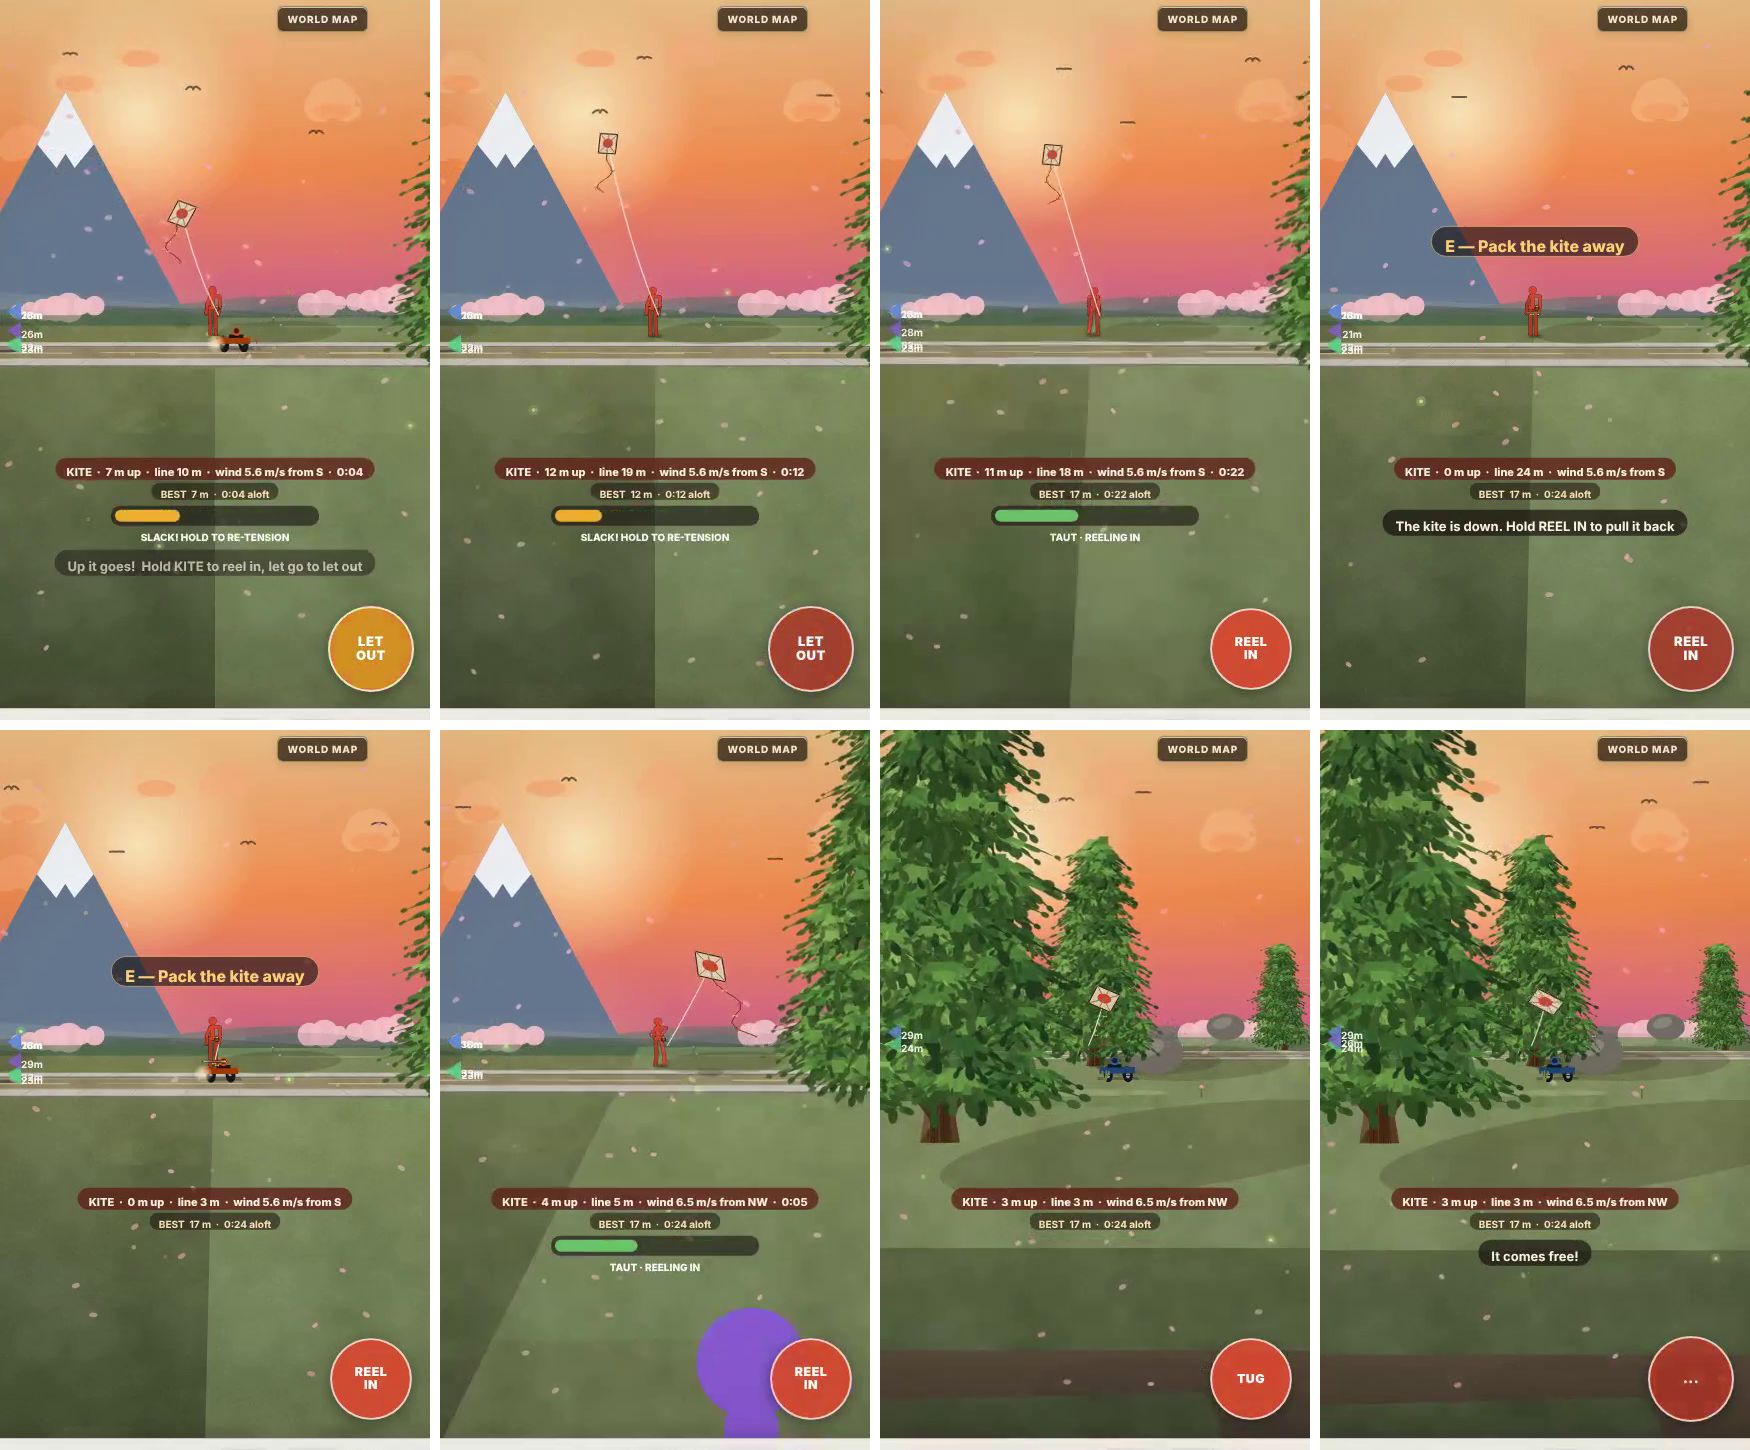 WORLD MAP
26m
KITE · 7 m up · line 10 m · wind 5.6 m/s from S · 0:04
BEST 7 m · 0:04 aloft
SLACK! HOLD TO RE-TENSION
Up it goes! Hold KITE to reel in, let go to let out
LET
OUT
WORLD MAP
KITE · 12 m up · line 19 m · wind 5.6 m/s from S · 0:12
BEST 12 m · 0:12 aloft
SLACK! HOLD TO RE-TENSION
LET
OUT
WORLD MAP
28m
KITE · 11 m up · line 18 m · wind 5.6 m/s from S · 0:22
BEST 17 m · 0:22 aloft
TAUT · REELING IN
REEL
IN
WORLD MAP
E — Pack the kite away
21m
KITE · 0 m up · line 24 m · wind 5.6 m/s from S
BEST 17 m · 0:24 aloft
The kite is down. Hold REEL IN to pull it back
REEL
IN
WORLD MAP
E — Pack the kite away
29m
KITE · 0 m up · line 3 m · wind 5.6 m/s from S
BEST 17 m · 0:24 aloft
REEL
IN
WORLD MAP
KITE · 4 m up · line 5 m · wind 6.5 m/s from NW · 0:05
BEST 17 m · 0:24 aloft
TAUT · REELING IN
REEL
IN
WORLD MAP
29m
24m
KITE · 3 m up · line 3 m · wind 6.5 m/s from NW
BEST 17 m · 0:24 aloft
TUG
WORLD MAP
29m
24m
KITE · 3 m up · line 3 m · wind 6.5 m/s from NW
BEST 17 m · 0:24 aloft
It comes free!
...